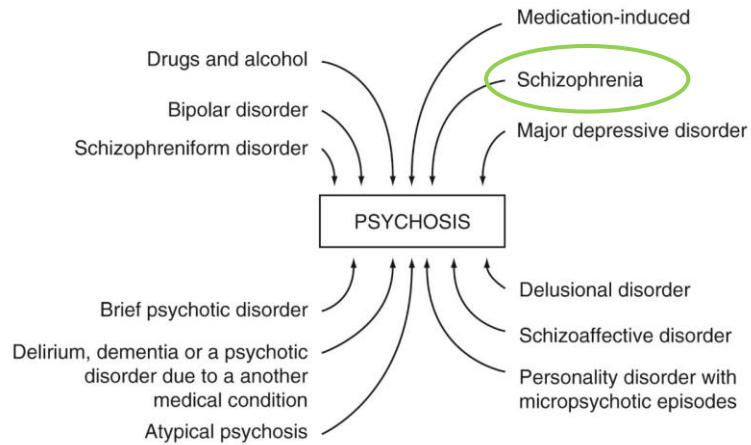 Medication-induced
Drugs and alcohol
Schizophrenia
Bipolar disorder
Major depressive disorder
Schizophreniform disorder
PSYCHOSIS
Brief psychotic disorder
Delusional disorder
Delirium, dementia or a psychotic
disorder due to a another
medical condition
Schizoaffective disorder
Personality disorder with
micropsychotic episodes
Atypical psychosis